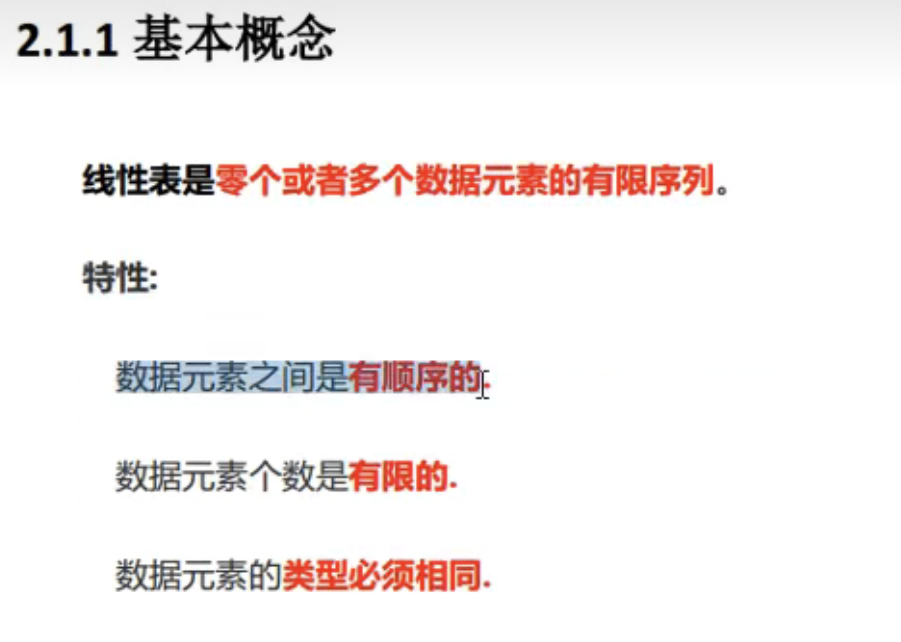 2.1.1 基本概念
线性表是零个或者多个数据元素的有限序列。
特性:
数据元素之间是有顺序的.
数据元素个数是有限的.
数据元素的类型必须相同.